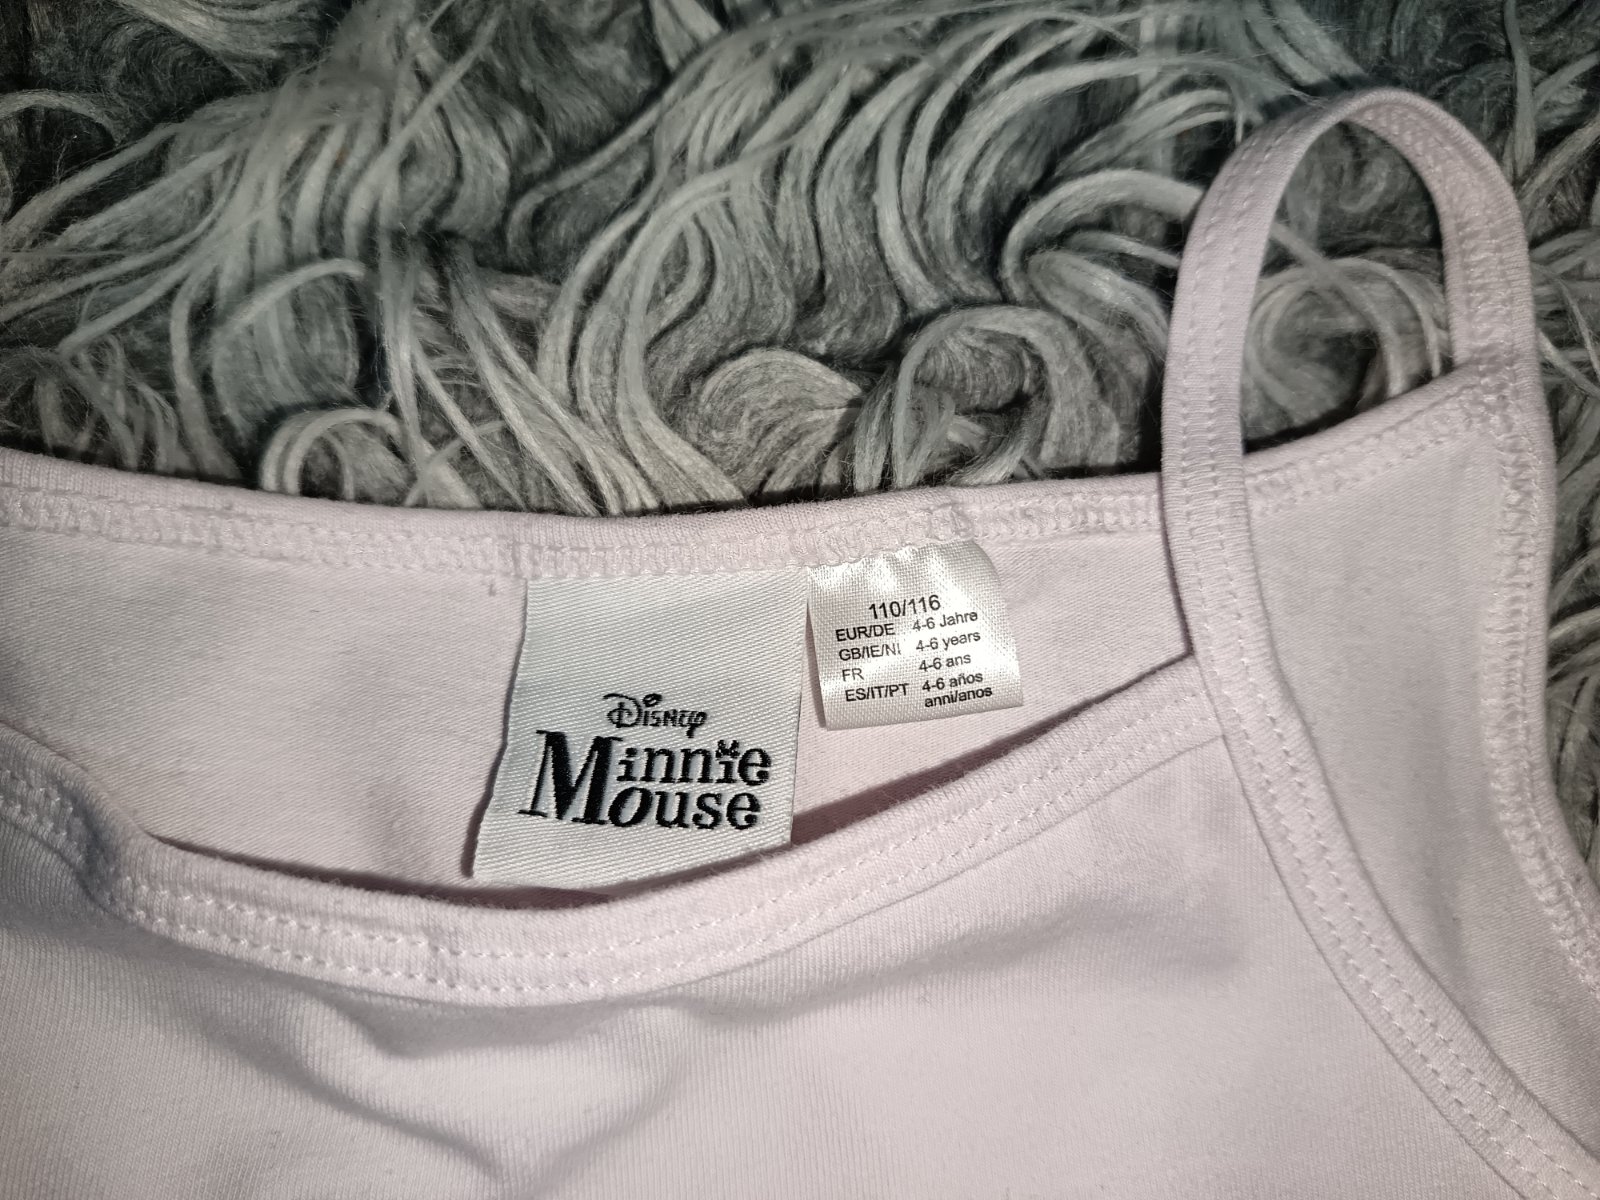 Disney
Minnie
Mouse
110/116
EUR/DE 4-6 Jahre
GB/IE/NI 4-6 years
FR 4-6 ans
ES/IT/PT 4-6 años
anni/anos